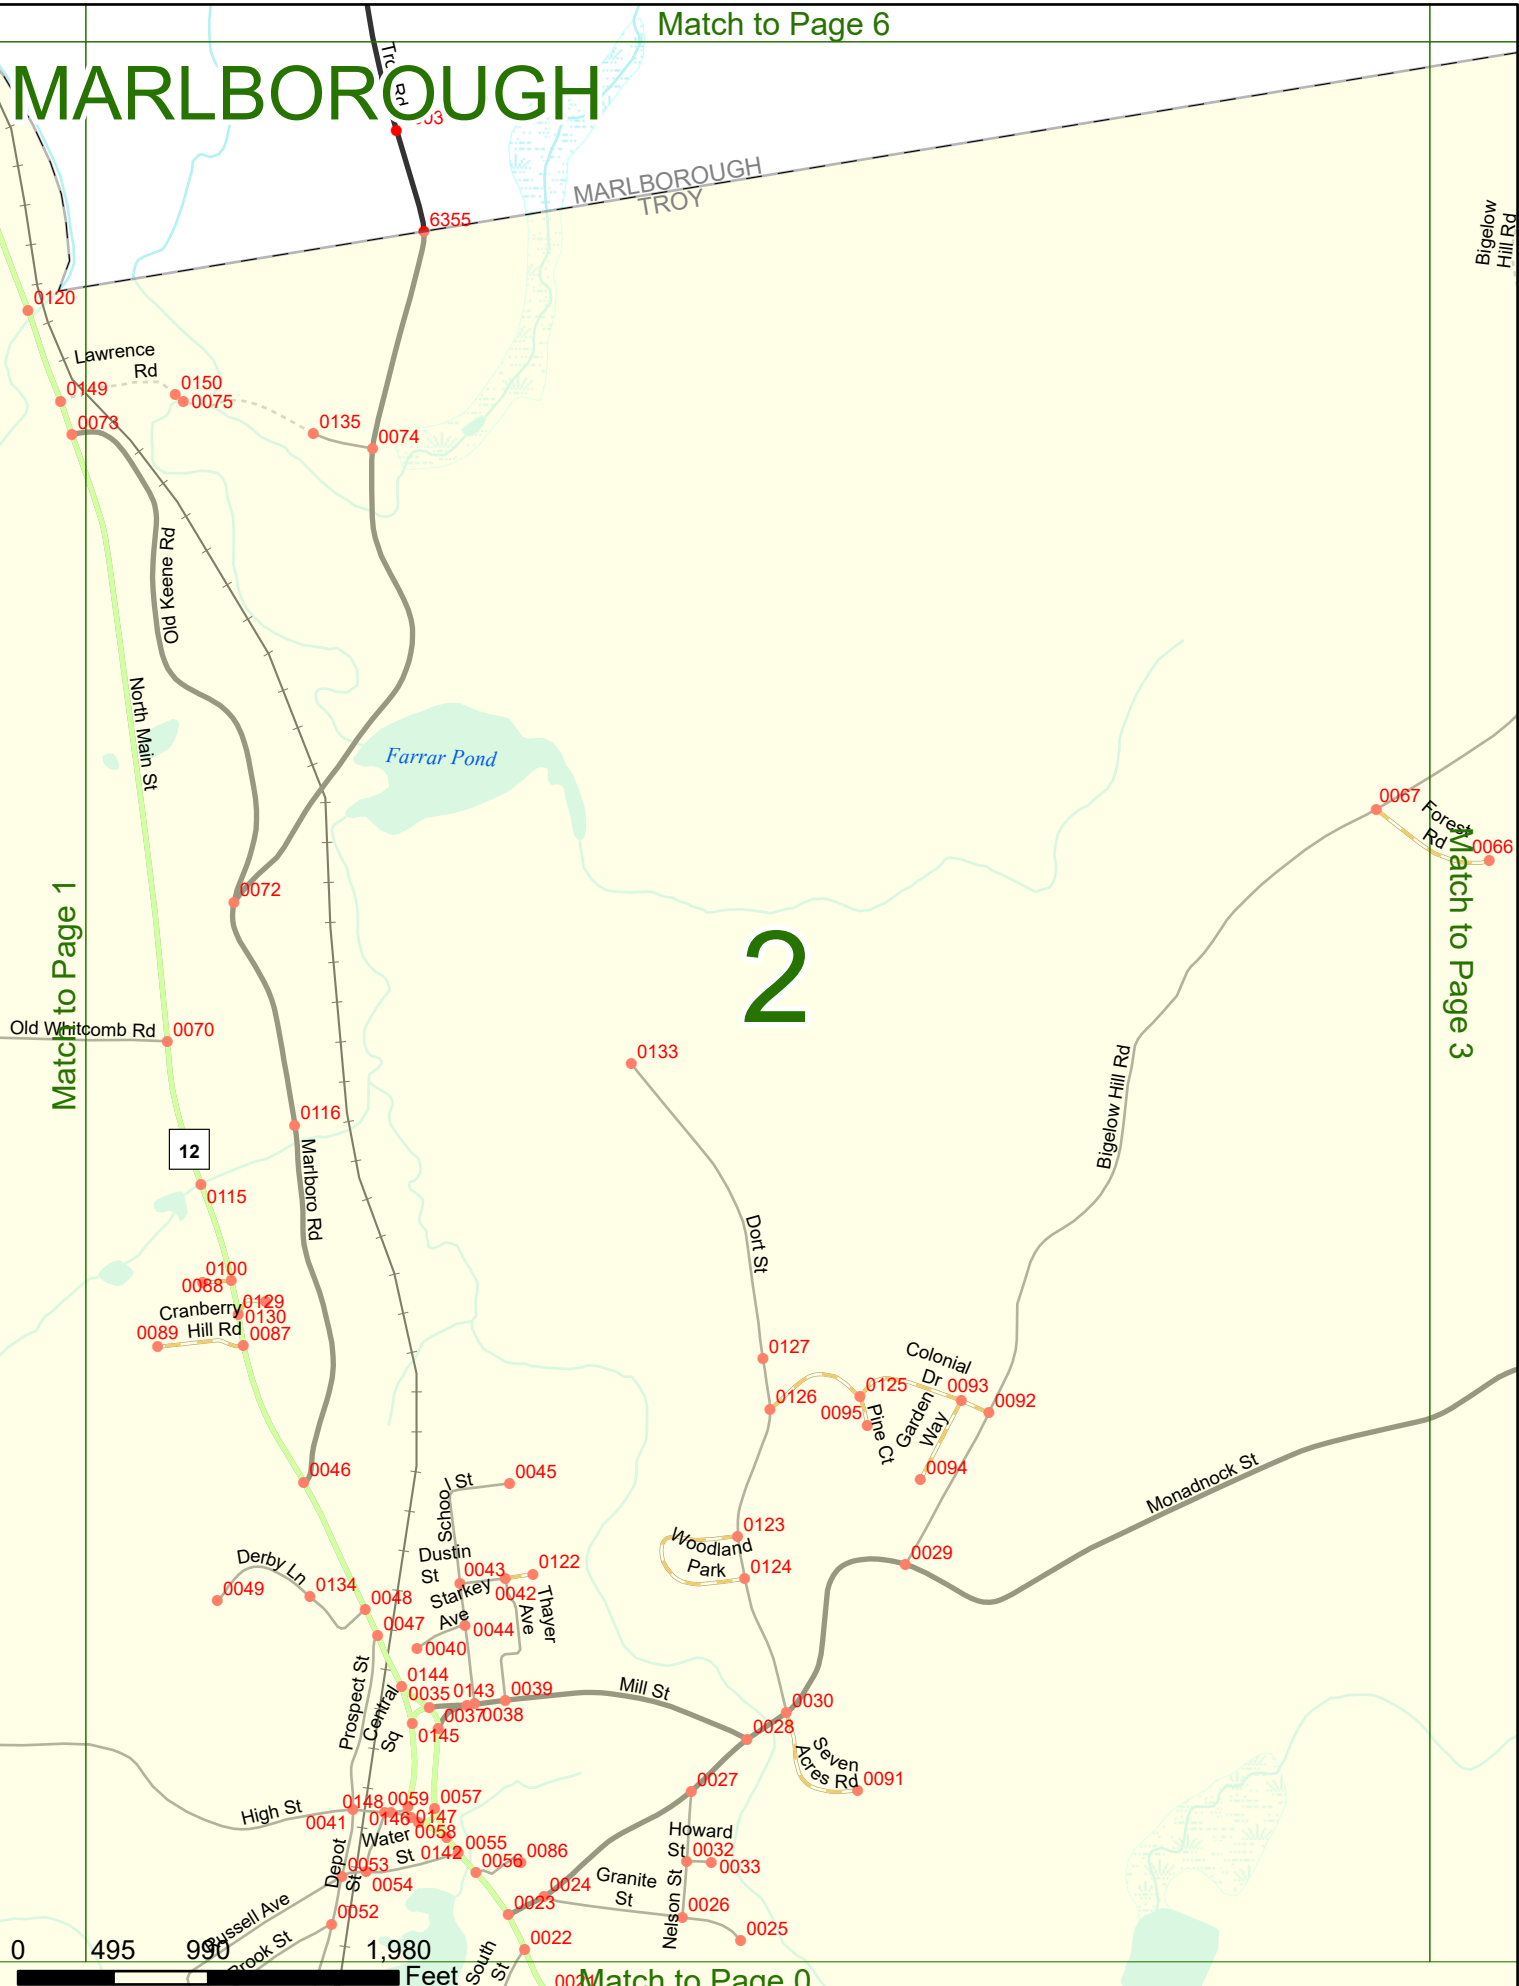 Match to Page 6
MARLBOROUGH
Rd
MARLBOROUGH
TROY
6355
Bigelow
Hill Rd
0120
Lawrence
Rd
0149
0150
0075
0073
0135
0074
Old Keene Rd
North Main St
Farrar Pond
0067
Forest
Rd
0066
Match to Page 1
Match to Page 3
0072
2
Old Whitcomb Rd
0070
0133
Bigelow Hill Rd
0116
12
Marlboro Rd
0115
Dort St
0100
0088
0129
Cranberry
Hill Rd
0130
0089
0087
0127
Colonial
Dr
0126
0125
0093
0092
0095
Pine Ct
Garden
Way
0094
0046
School St
0045
Monadnock St
0123
Woodland
Park
0124
0029
Derby Ln
0049
0134
Dustin
St
0043
0122
0042
Starkey
Ave
Thayer
Ave
0048
0047
0044
0040
Prospect St
0144
Central
Sq
0035
0143
0039
0037
0038
0145
Mill St
0030
0028
Seven
Acres Rd
0091
0027
High St
0148
0041
0059
0057
0146
0147
0058
Water
St
0142
0055
0056
0086
Howard
St
0032
0033
Depot
St
0053
0054
0024
Granite
St
Nelson St
0026
0025
0023
0052
Russell Ave
Brook St
0022
South
St
0 495 990 1,980
Feet
Match to Page 0